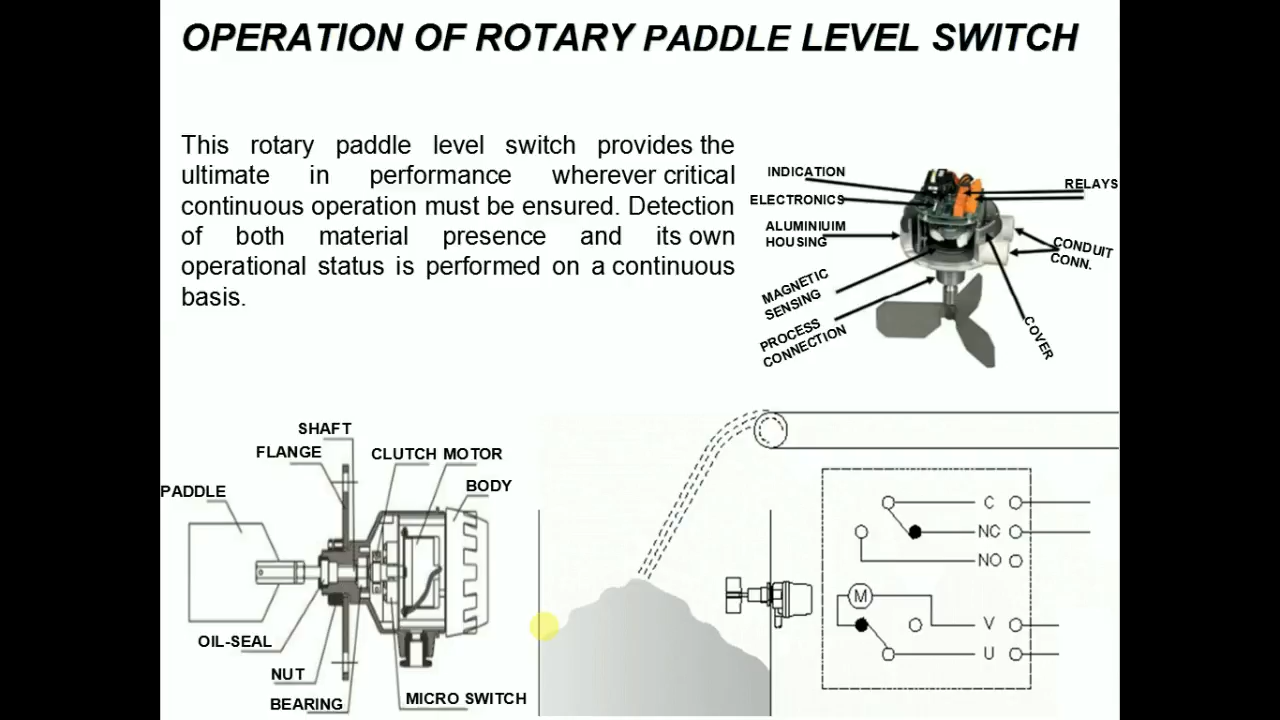 OPERATION OF ROTARY PADDLE LEVEL SWITCH
This rotary paddle level switch provides the
ultimate in performance wherever critical
continuous operation must be ensured. Detection
of both material presence and its own
operational status is performed on a continuous
basis.
INDICATION
ELECTRONICS
ALUMINIUIM
HOUSING
MAGNETIC
SENSING
PROCESS
CONNECTION
RELAYS
CONDUIT
CONN.
COVER
SHAFT
FLANGE
PADDLE
CLUTCH MOTOR
BODY
OIL-SEAL
NUT
BEARING
MICRO SWITCH
C
NC
NO
M
V
U